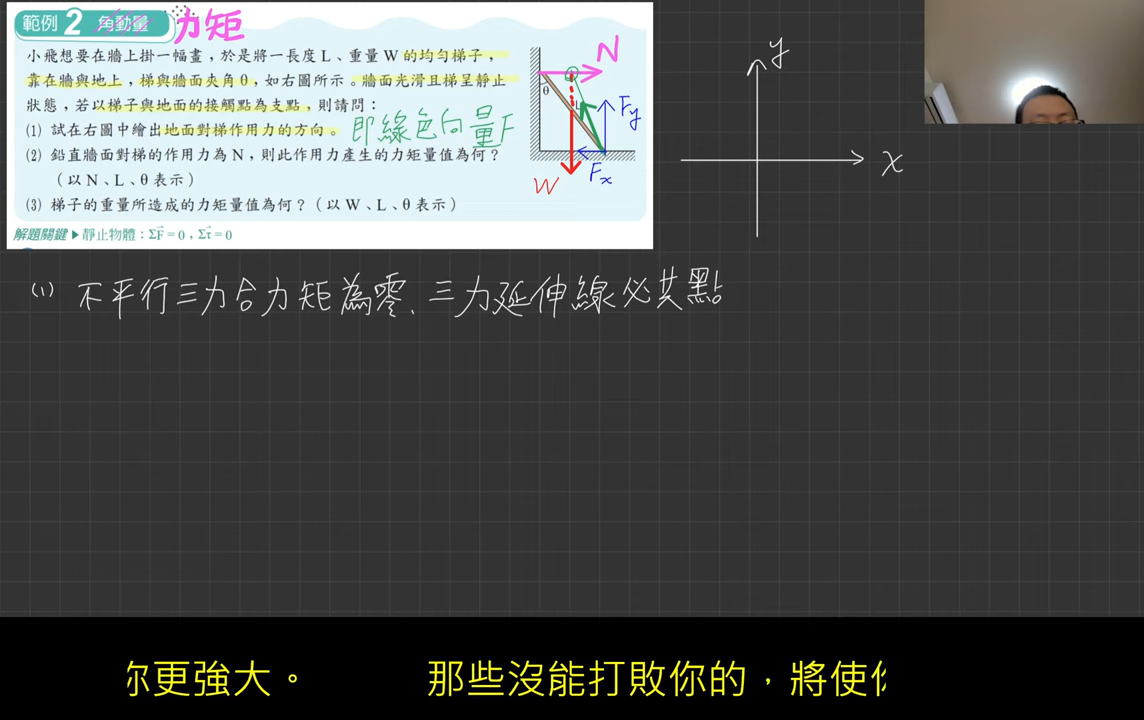 範例 2 角動量 力矩
小飛想要在牆上掛一幅畫，於是將一長度 L、重量 W 的均勻梯子，
靠在牆與地上，梯與牆面夾角 θ，如右圖所示。牆面光滑且梯呈靜止
狀態，若以梯子與地面的接觸點為支點，則請問：
(1) 試在右圖中繪出地面對梯作用力的方向。即綠色向量F
(2) 鉛直牆面對梯的作用力為 N，則此作用力產生的力矩量值為何？
（以 N、L、θ 表示）
(3) 梯子的重量所造成的力矩量值為何？（以 W、L、θ 表示）
解題關鍵▶靜止物體：ΣF⃗ = 0，Στ⃗ = 0
N
θ
L
Fy
Fx
W
y
x
(1) 不平行三力合力矩為零、三力延伸線必共點
你更強大。 那些沒能打敗你的，將使你